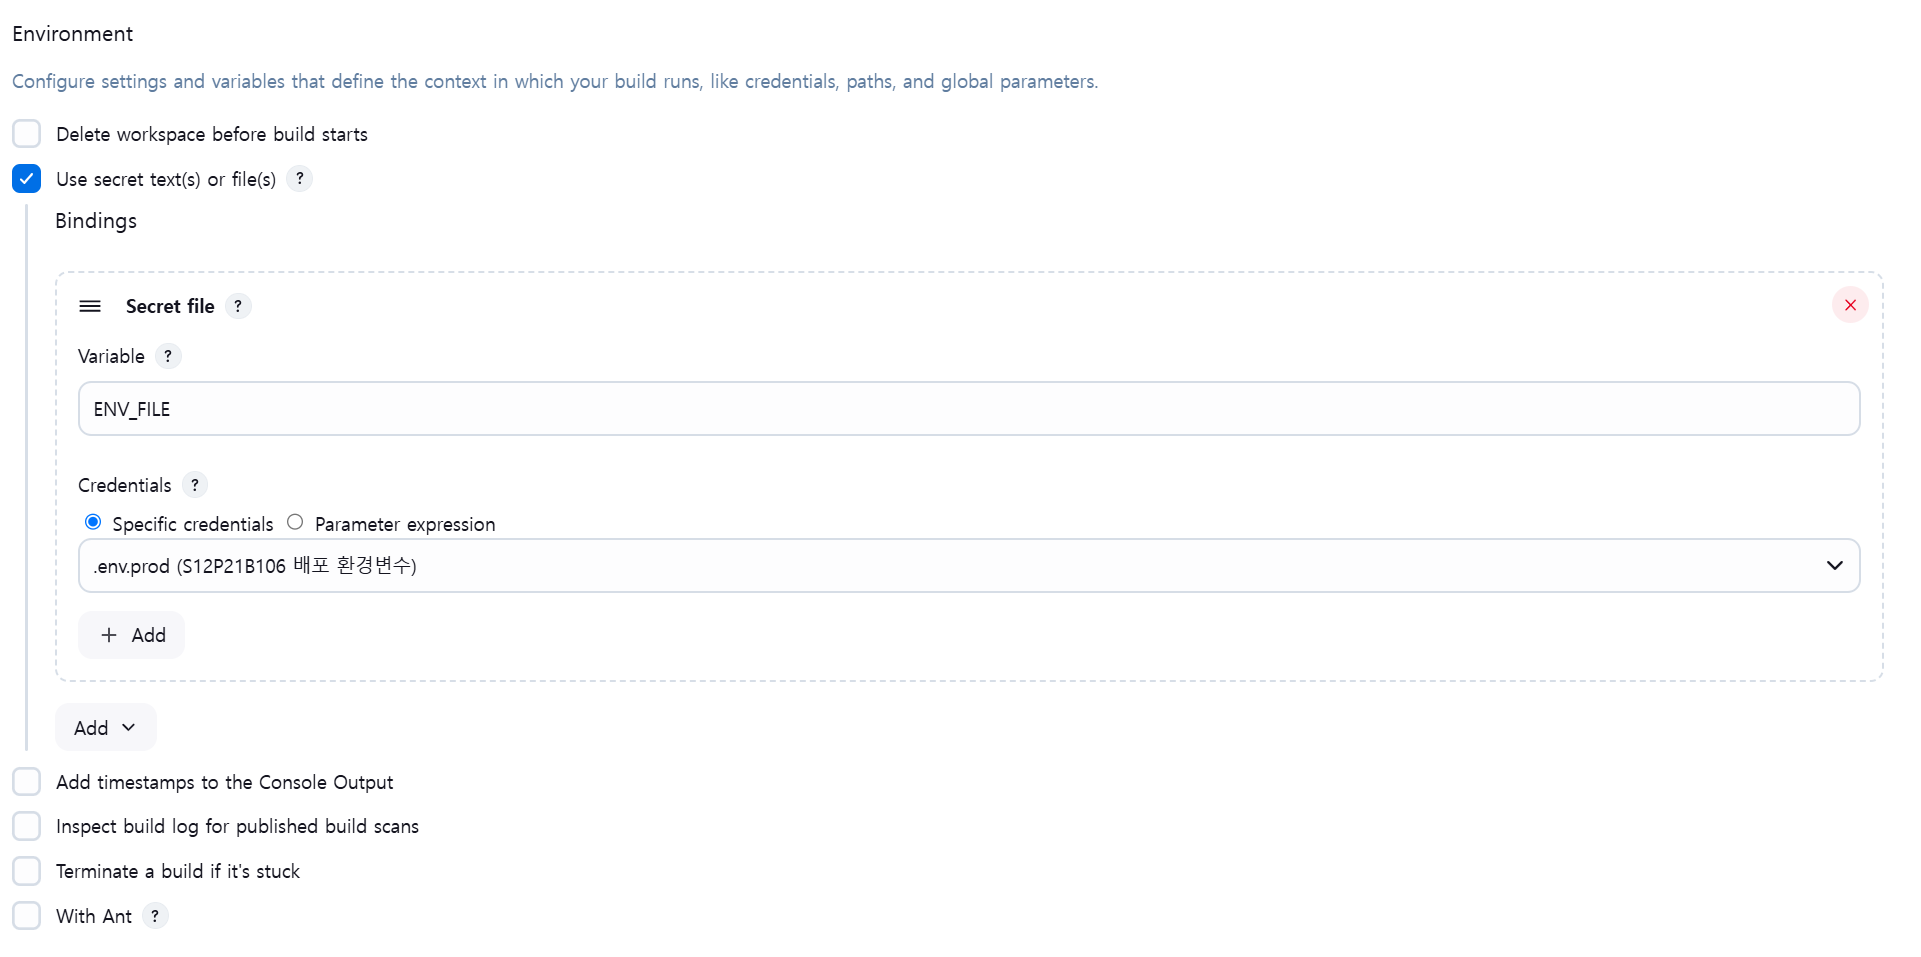 Environment
Configure settings and variables that define the context in which your build runs, like credentials, paths, and global parameters.
Delete workspace before build starts
Use secret text(s) or file(s) ?
Bindings
Secret file ?
Variable ?
ENV_FILE
Credentials ?
Specific credentials Parameter expression
.env.prod (S12P21B106 배포 환경변수)
+ Add
Add
Add timestamps to the Console Output
Inspect build log for published build scans
Terminate a build if it's stuck
With Ant ?